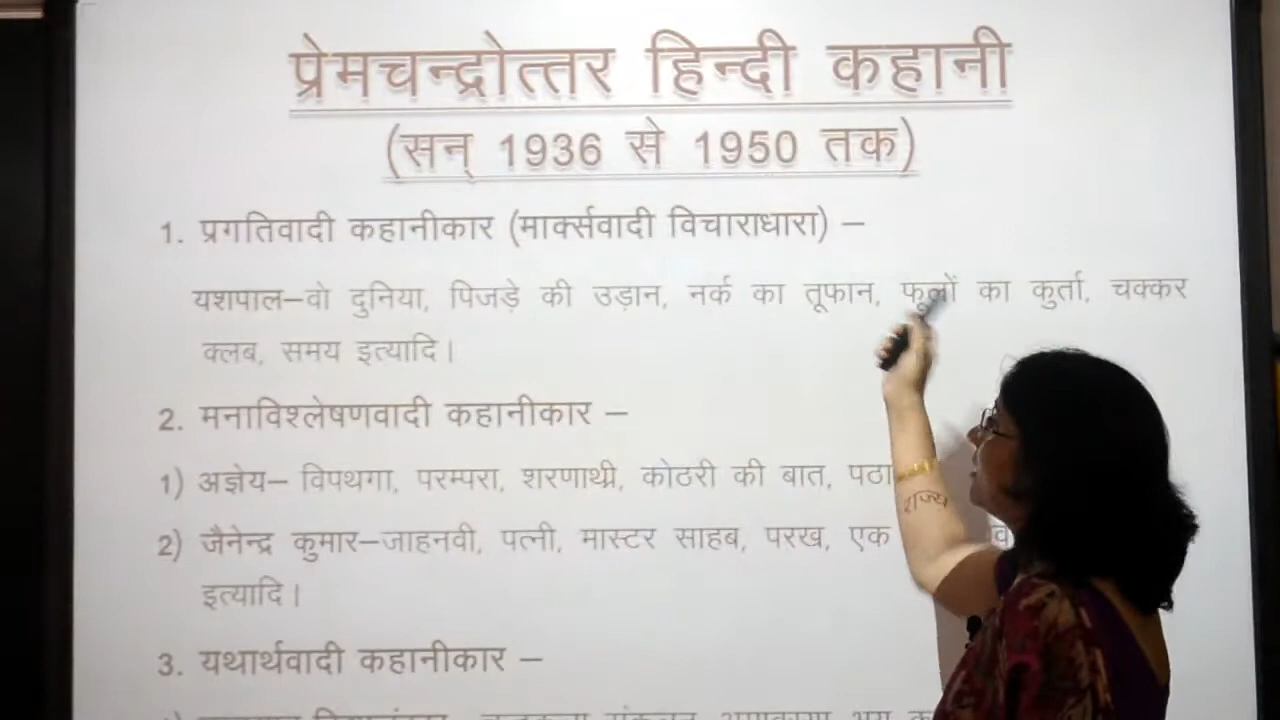 प्रेमचन्द्रोत्तर हिन्दी कहानी
(सन् 1936 से 1950 तक)
1. प्रगतिवादी कहानीकार (मार्क्सवादी विचाराधारा) –
यशपाल–वो दुनिया, पिजड़े की उड़ान, नर्क का तूफान, फूलों का कुर्ता, चक्कर
क्लब, समय इत्यादि।
2. मनाविश्लेषणवादी कहानीकार –
1) अज्ञेय– विपथगा, परम्परा, शरणाथ्री, कोठरी की बात, पठा
राज्य
2) जैनेन्द्र कुमार–जाहनवी, पत्नी, मास्टर साहब, परख, एक
इत्यादि।
3. यथार्थवादी कहानीकार –